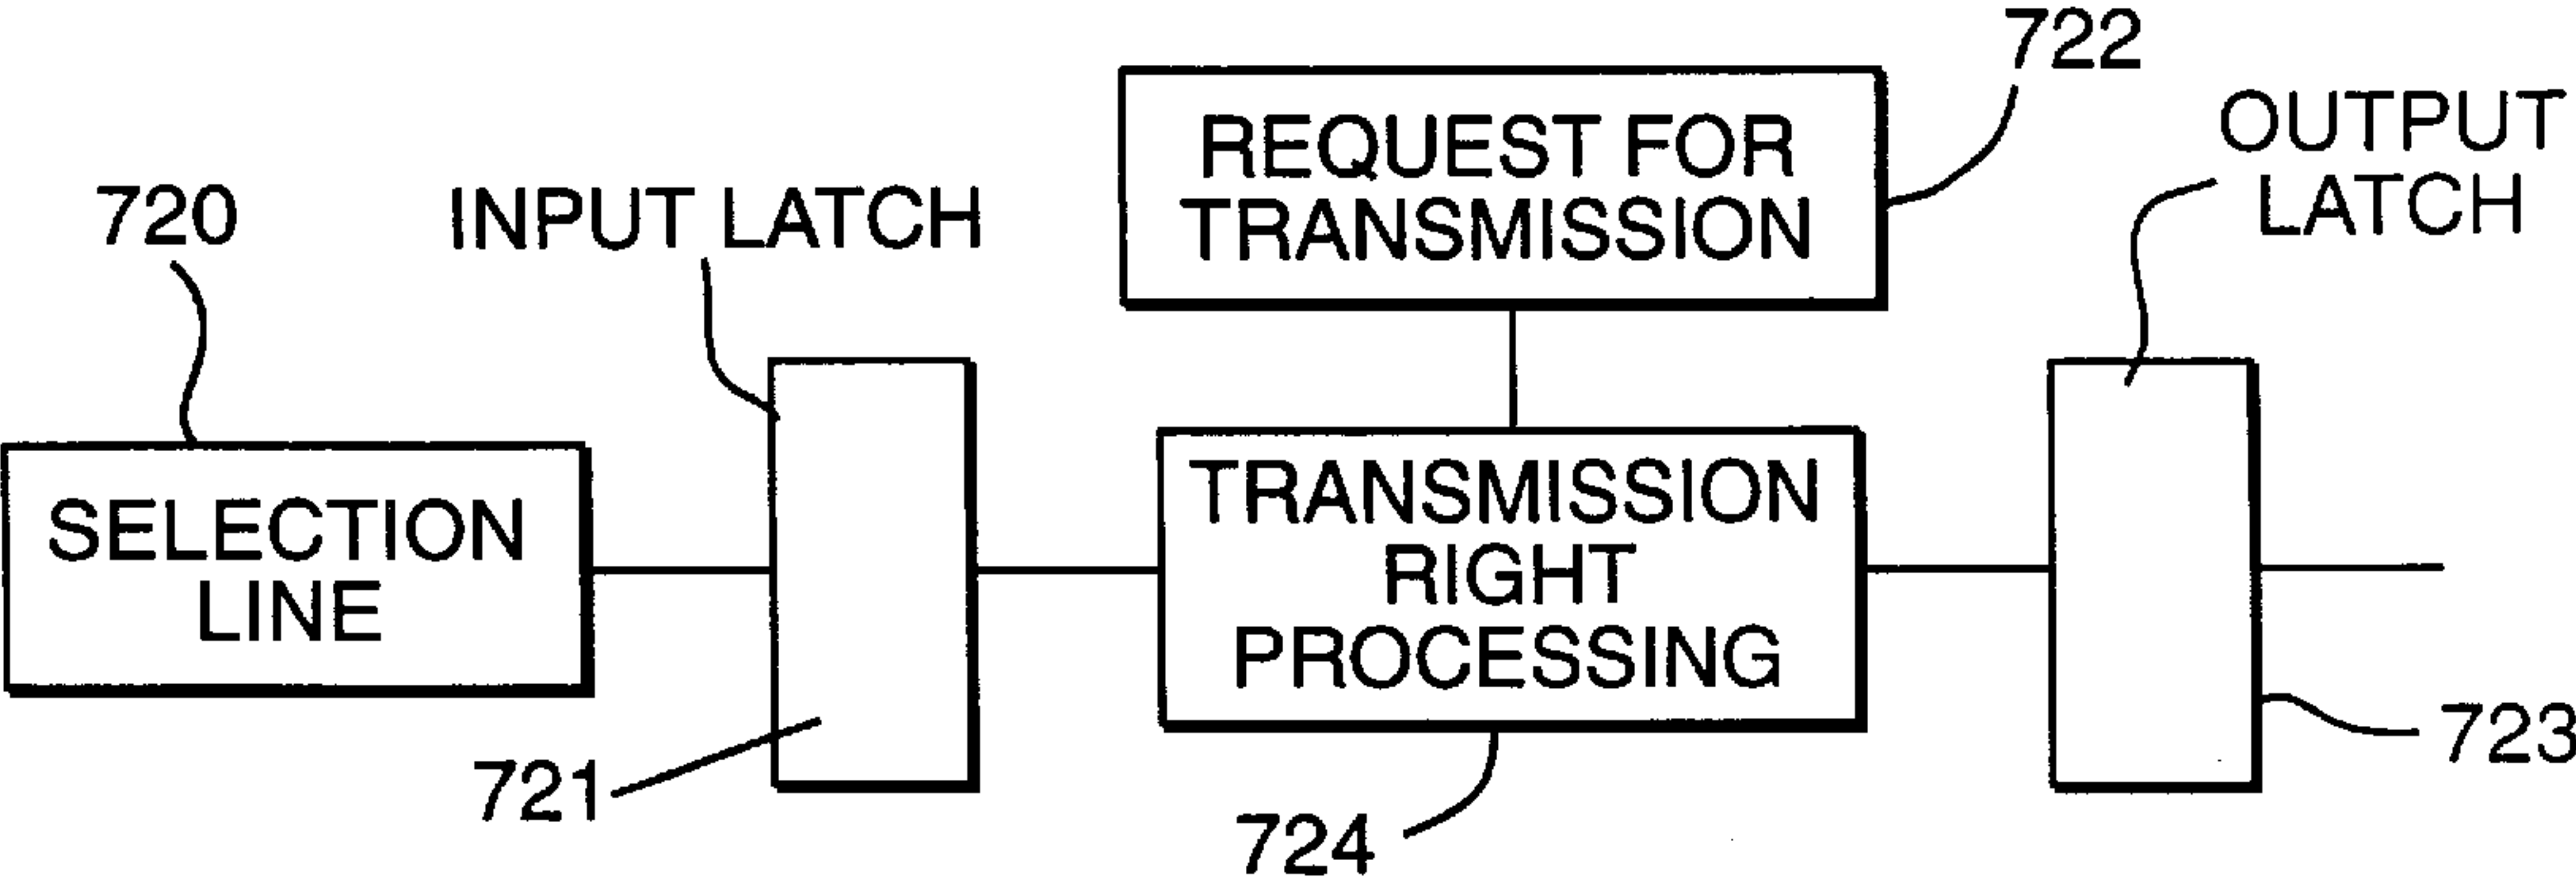 722
REQUEST FOR
TRANSMISSION
OUTPUT
LATCH
720
INPUT LATCH
SELECTION
LINE
TRANSMISSION
RIGHT
PROCESSING
721
724
723